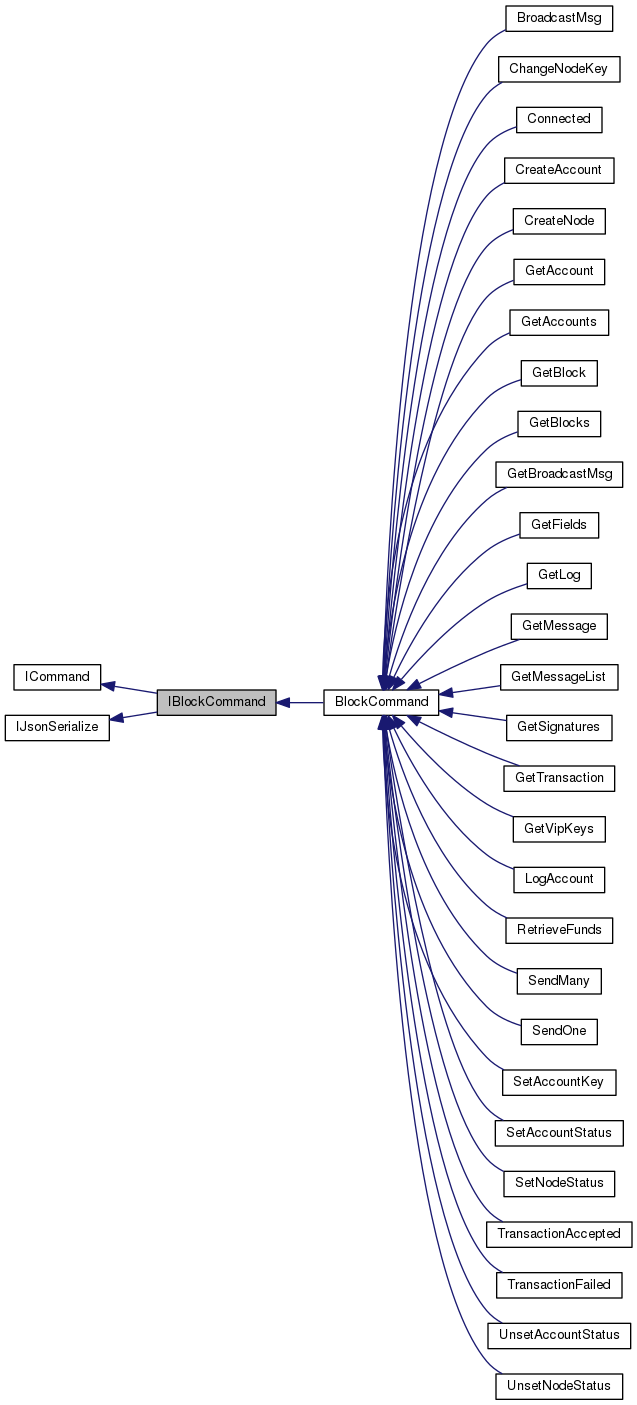 ICommand
IJsonSerialize
IBlockCommand
BlockCommand
BroadcastMsg
ChangeNodeKey
Connected
CreateAccount
CreateNode
GetAccount
GetAccounts
GetBlock
GetBlocks
GetBroadcastMsg
GetFields
GetLog
GetMessage
GetMessageList
GetSignatures
GetTransaction
GetVipKeys
LogAccount
RetrieveFunds
SendMany
SendOne
SetAccountKey
SetAccountStatus
SetNodeStatus
TransactionAccepted
TransactionFailed
UnsetAccountStatus
UnsetNodeStatus